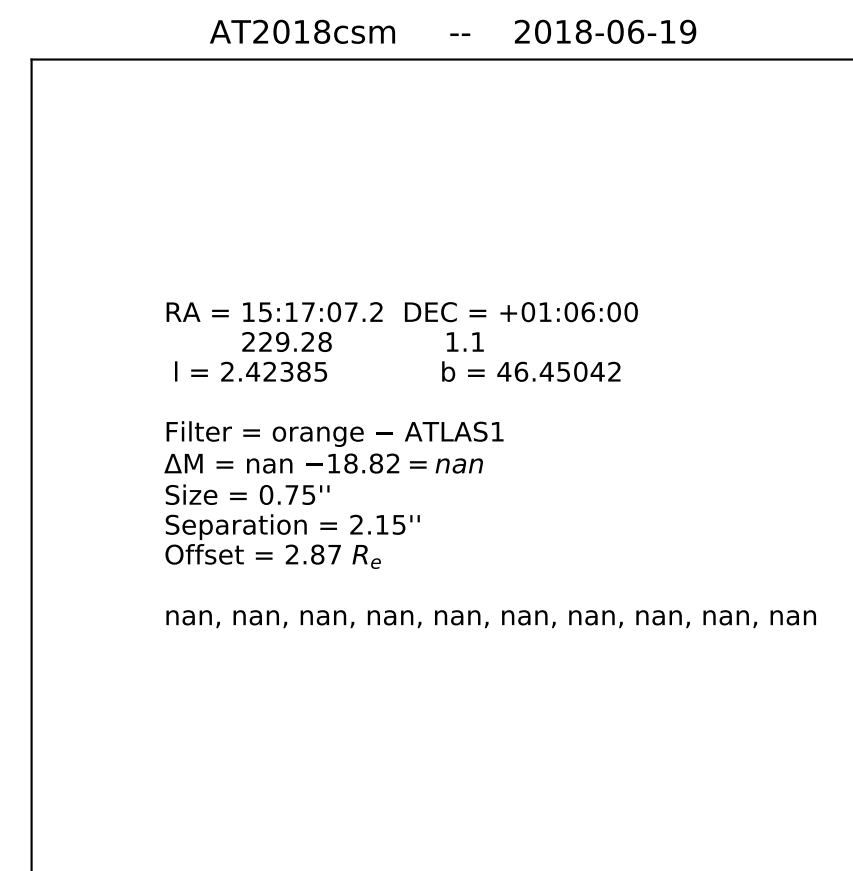 AT2018csm -- 2018-06-19
RA = 15:17:07.2 DEC = +01:06:00
229.28 1.1
l = 2.42385 b = 46.45042
Filter = orange − ATLAS1
ΔM = nan −18.82 = nan
Size = 0.75''
Separation = 2.15''
Offset = 2.87 Rₑ
nan, nan, nan, nan, nan, nan, nan, nan, nan, nan